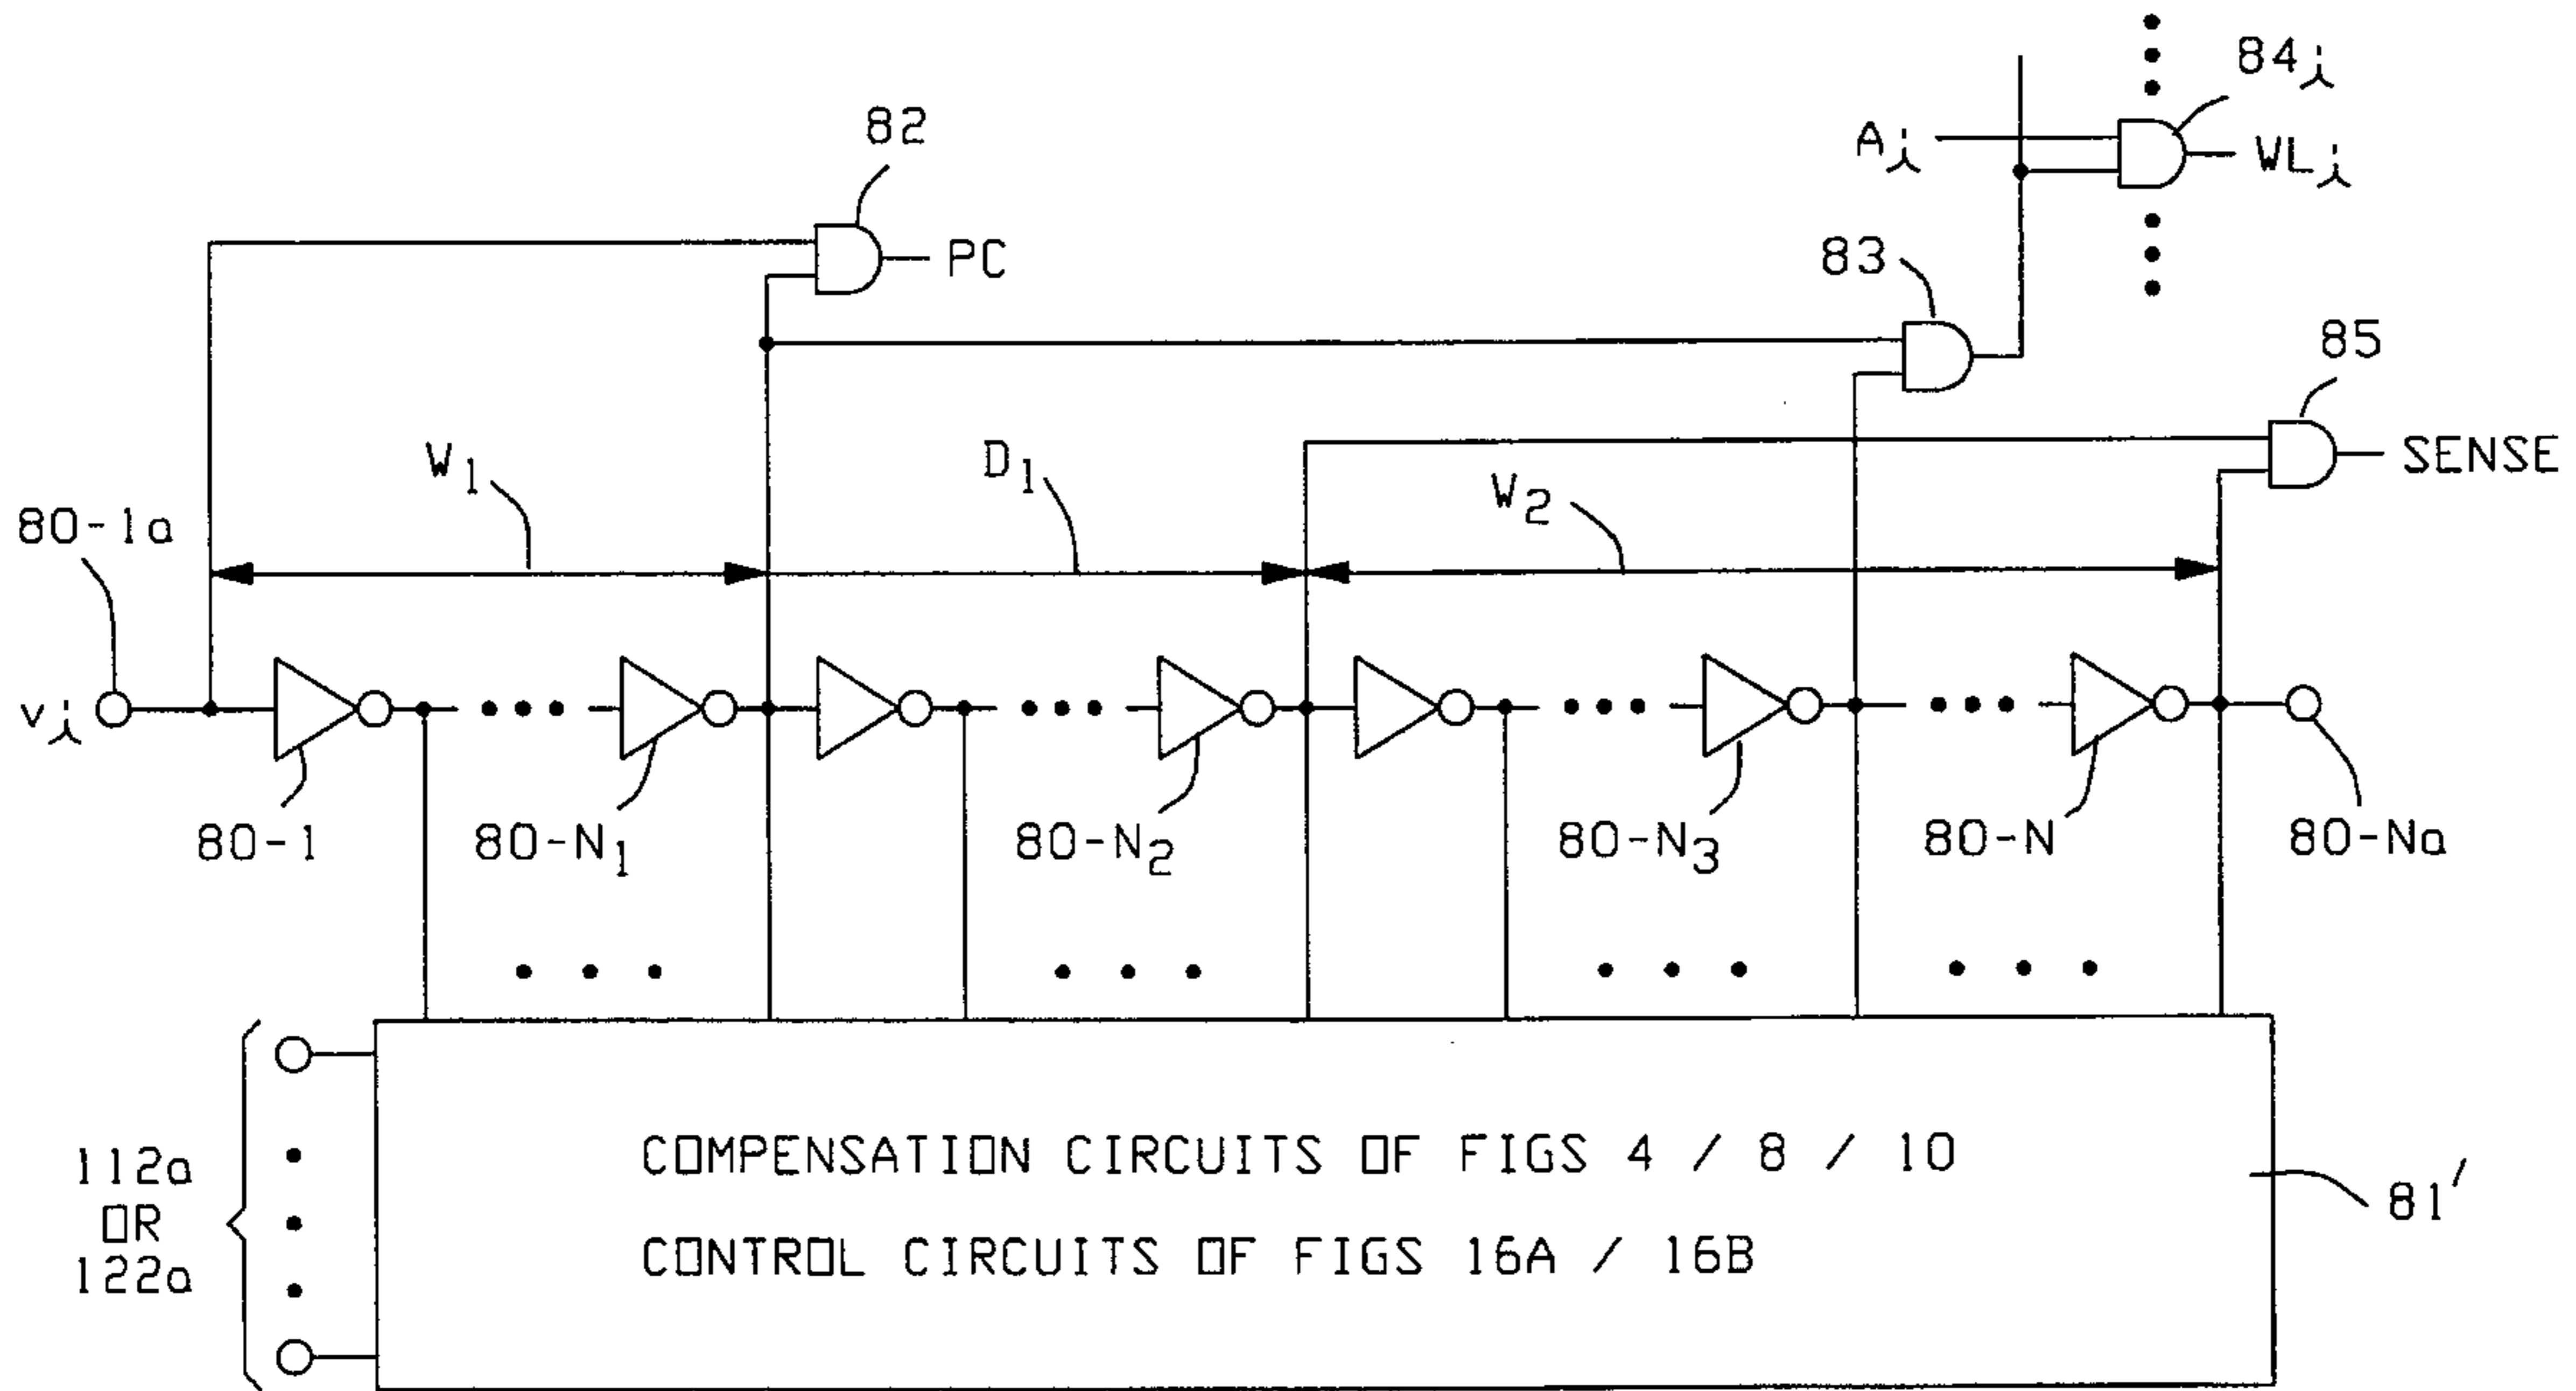 84i
Ai
WLi
82
PC
83
85
SENSE
W1
D1
W2
80-1a
vi
80-1
80-N1
80-N2
80-N3
80-N
80-Na
112a
OR
122a
COMPENSATION CIRCUITS OF FIGS 4 / 8 / 10
CONTROL CIRCUITS OF FIGS 16A / 16B
81'